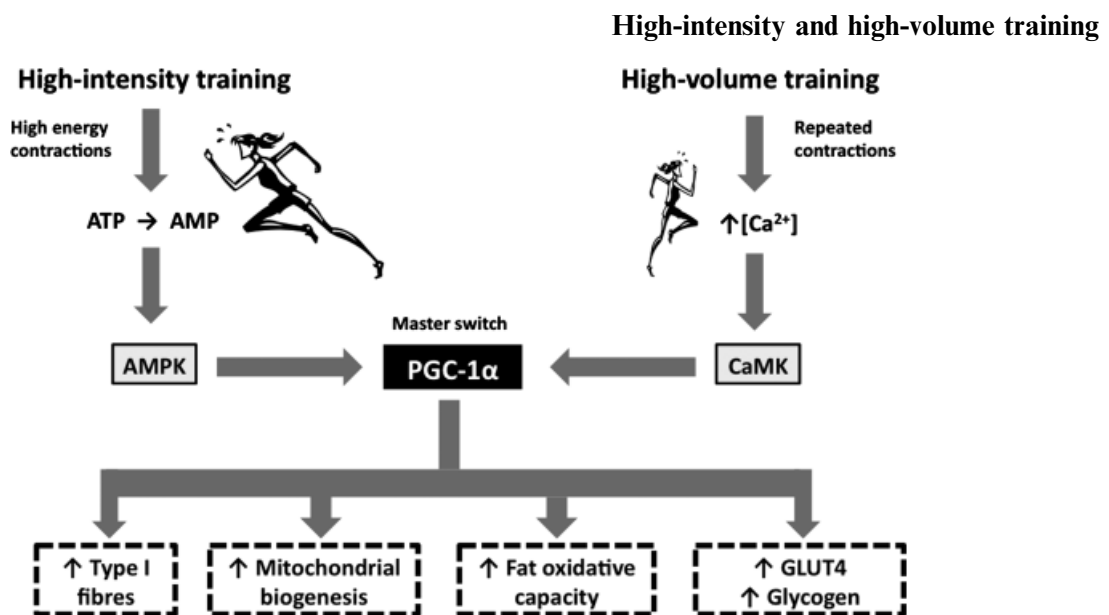 High-intensity and high-volume training
High-intensity training
High-volume training
High energy
contractions
Repeated
contractions
ATP → AMP
↑[Ca²⁺]
Master switch
AMPK
PGC-1α
CaMK
↑ Type I
fibres
↑ Mitochondrial
biogenesis
↑ Fat oxidative
capacity
↑ GLUT4
↑ Glycogen